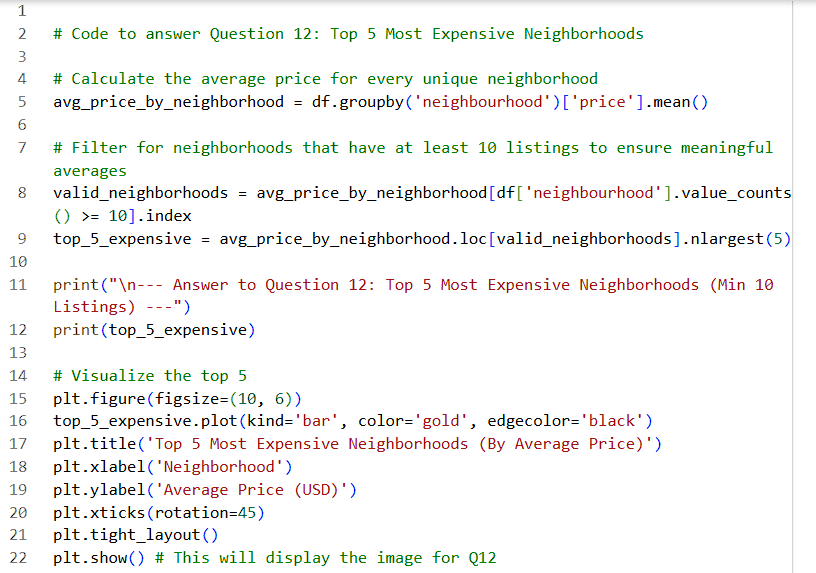 1
2 # Code to answer Question 12: Top 5 Most Expensive Neighborhoods
3
4 # Calculate the average price for every unique neighborhood
5 avg_price_by_neighborhood = df.groupby('neighbourhood')['price'].mean()
6
7 # Filter for neighborhoods that have at least 10 listings to ensure meaningful
averages
8 valid_neighborhoods = avg_price_by_neighborhood[df['neighbourhood'].value_counts
() >= 10].index
9 top_5_expensive = avg_price_by_neighborhood.loc[valid_neighborhoods].nlargest(5)
10
11 print("\n--- Answer to Question 12: Top 5 Most Expensive Neighborhoods (Min 10
Listings) ---")
12 print(top_5_expensive)
13
14 # Visualize the top 5
15 plt.figure(figsize=(10, 6))
16 top_5_expensive.plot(kind='bar', color='gold', edgecolor='black')
17 plt.title('Top 5 Most Expensive Neighborhoods (By Average Price)')
18 plt.xlabel('Neighborhood')
19 plt.ylabel('Average Price (USD)')
20 plt.xticks(rotation=45)
21 plt.tight_layout()
22 plt.show() # This will display the image for Q12